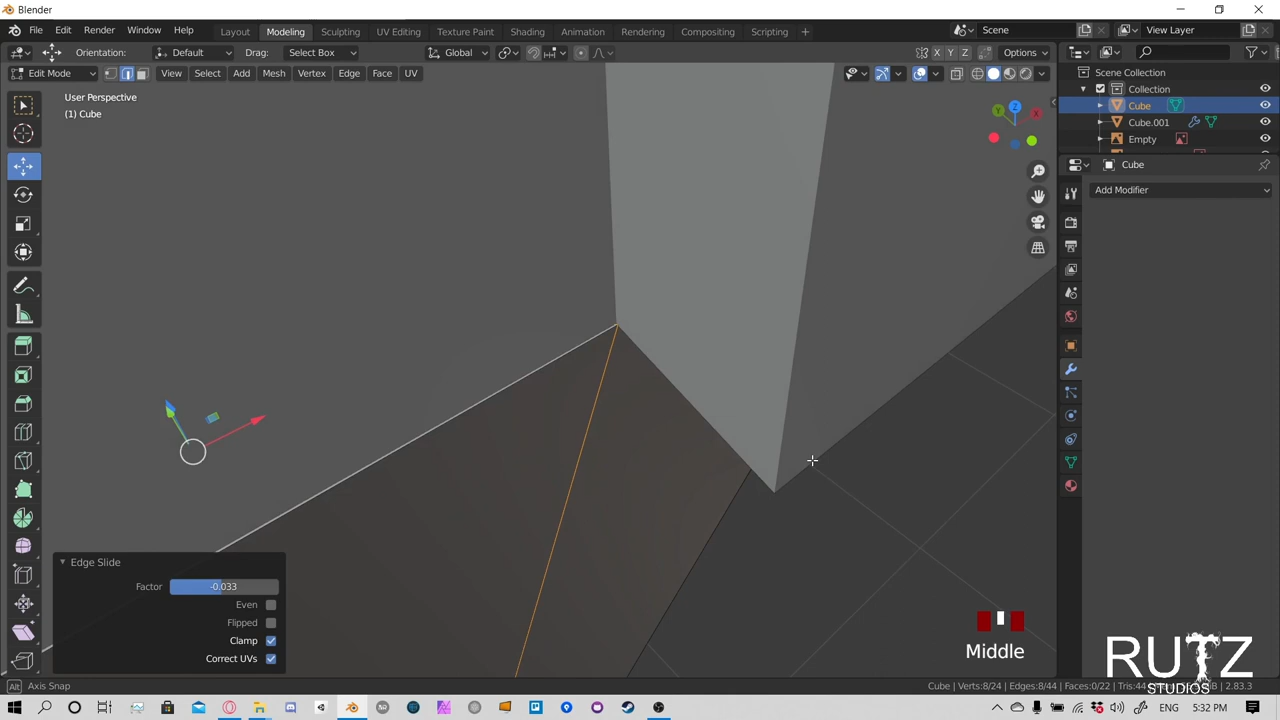 Blender
File Edit Render Window Help
Layout Modeling Sculpting UV Editing Texture Paint Shading Animation Rendering Compositing Scripting +
Scene
View Layer
Orientation: Default Drag: Select Box
Global
X Y Z
Options
Edit Mode View Select Add Mesh Vertex Edge Face UV
User Perspective
(1) Cube
Z
Y
X
Scene Collection
Collection
Cube
Cube.001
Empty
Cube
Add Modifier
Edge Slide
Factor -0.033
Even
Flipped
Clamp
Correct UVs
Middle
RUTZ
STUDIOS
Alt Axis Snap
Cube | Verts:8/24 | Edges:8/44 | Faces:0/22 | Tris:44
2.83.3
ENG 5:32 PM